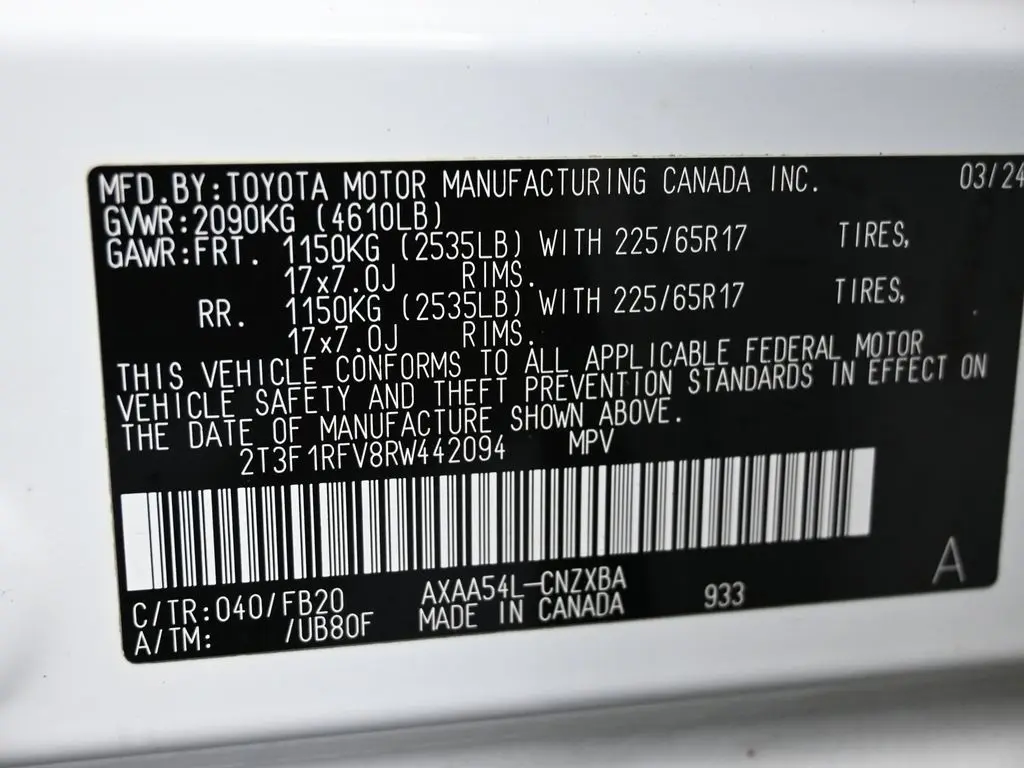 MFD.BY:TOYOTA MOTOR MANUFACTURING CANADA INC. 03/24
GVWR:2090KG (4610LB)
GAWR:FRT. 1150KG (2535LB) WITH 225/65R17 TIRES,
17x7.0J RIMS.
RR. 1150KG (2535LB) WITH 225/65R17 TIRES,
17x7.0J RIMS.
THIS VEHICLE CONFORMS TO ALL APPLICABLE FEDERAL MOTOR
VEHICLE SAFETY AND THEFT PREVENTION STANDARDS IN EFFECT ON
THE DATE OF MANUFACTURE SHOWN ABOVE.
2T3F1RFV8RW442094 MPV
C/TR:040/FB20 AXAA54L-CNZXBA 933 A
A/TM: /UB80F MADE IN CANADA